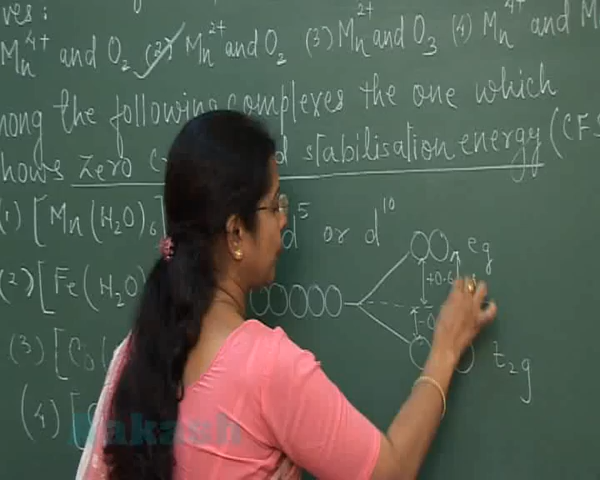 ves:
Mn⁴⁺ and O₂ (2) Mn²⁺ and O₂ (3) Mn²⁺ and O₃ (4) Mn⁴⁺ and M
mong the following complexes the one which
hows zero c d stabilisation energy (CFS
(1) [Mn(H₂O)₆] d⁵ or d¹⁰
eg
+0.6
(2) [Fe(H₂O)
-0
(3) [Co
t₂g
(4) [
Aakash